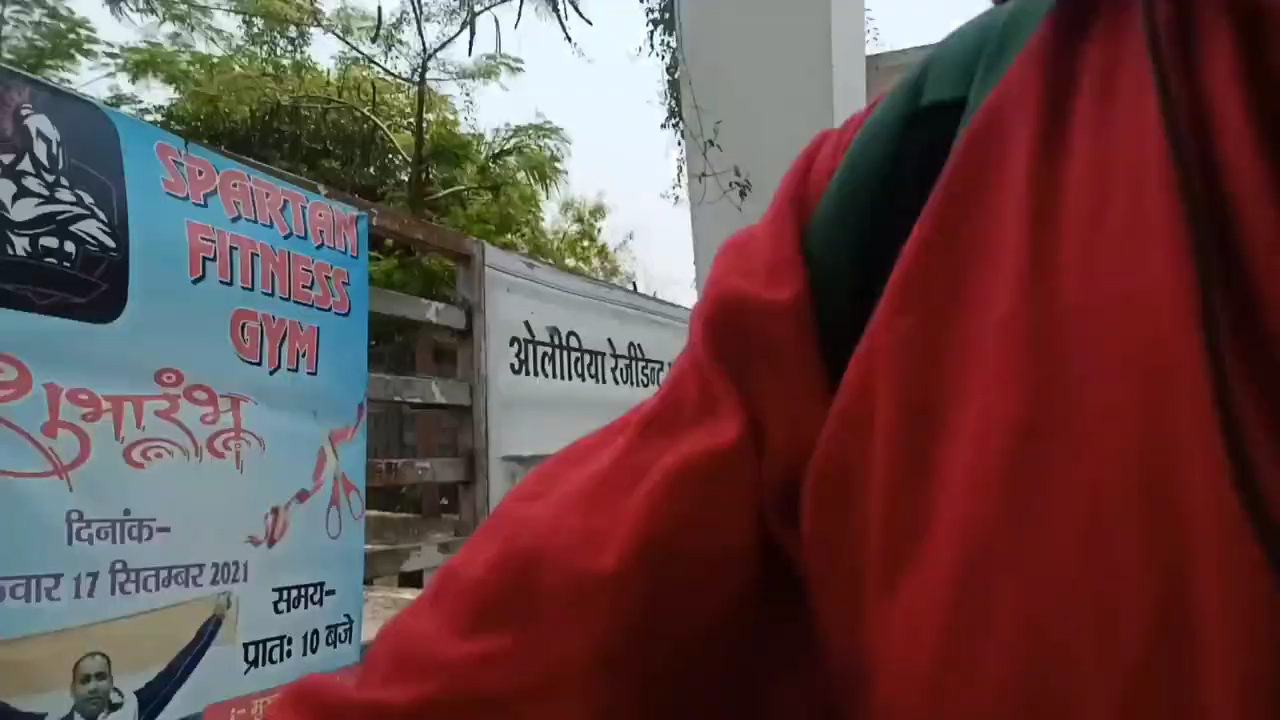 SPARTAN
FITNESS
GYM
शुभारंभ
दिनांक-
17 सितम्बर 2021
समय-
प्रातः 10 बजे
ओलीविया रेजीडेन्ट